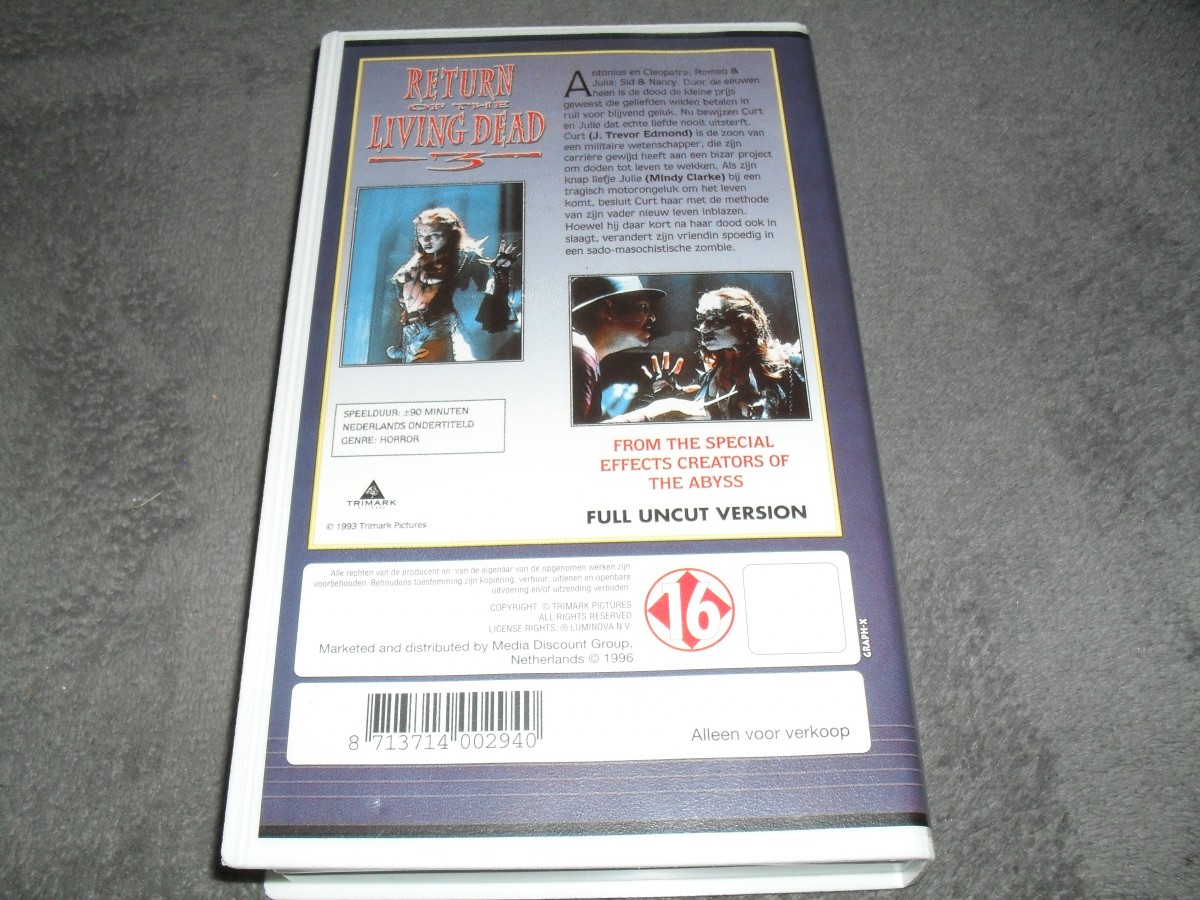 RETURN
OF THE
LIVING DEAD
3
Antonius en Cleopatra; Romeo &
Julia; Sid & Nancy. Door de eeuwen
heen is de dood de kleine prijs
geweest die geliefden wilden betalen in
ruil voor blijvend geluk. Nu bewijzen Curt
en Julie dat echte liefde nooit uitsterft.
Curt (J. Trevor Edmond) is de zoon van
een militaire wetenschapper, die zijn
carrière gewijd heeft aan een bizar project
om doden tot leven te wekken. Als zijn
knap liefje Julie (Mindy Clarke) bij een
tragisch motorongeluk om het leven
komt, besluit Curt haar met de methode
van zijn vader nieuw leven inblazen.
Hoewel hij daar kort na haar dood ook in
slaagt, verandert zijn vriendin spoedig in
een sado-masochistische zombie.
SPEELDUUR: ±90 MINUTEN
NEDERLANDS ONDERTITELD
GENRE: HORROR
TRIMARK
© 1993 Trimark Pictures
FROM THE SPECIAL
EFFECTS CREATORS OF
THE ABYSS
FULL UNCUT VERSION
Alle rechten van de producent en van de eigenaar van de opgenomen werken zijn
voorbehouden. Behoudens toestemming zijn kopiëring, verhuur, uitlenen en openbare
uitvoering en/of uitzending verboden.
COPYRIGHT © TRIMARK PICTURES
ALL RIGHTS RESERVED
LICENSE RIGHTS ® LUMINOVA N.V.
Marketed and distributed by Media Discount Group,
Netherlands © 1996
16
GRAPH-X
8 713714 002940
Alleen voor verkoop